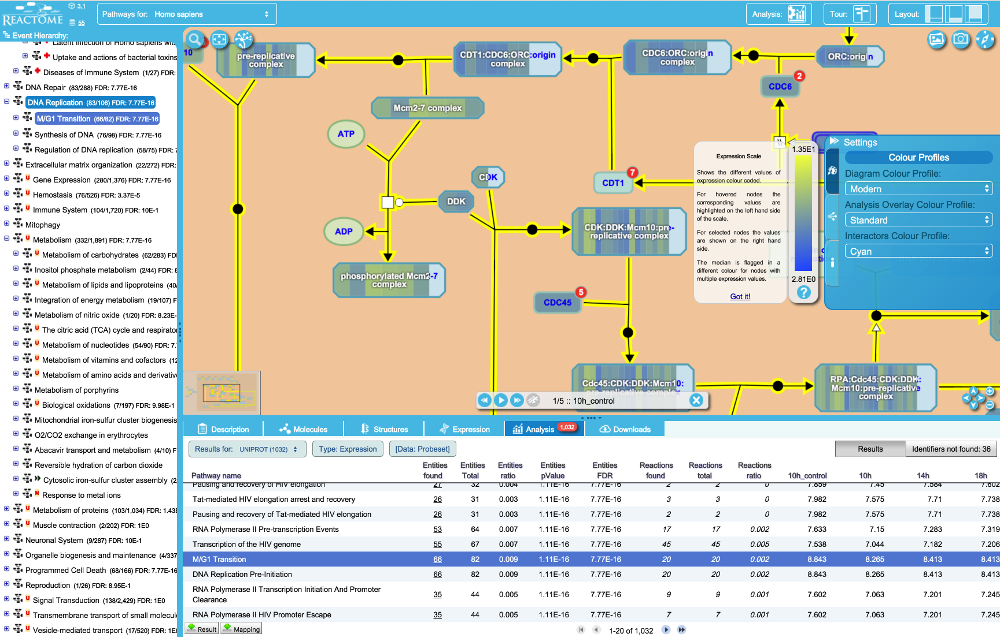 REACTOME
3.1
55
Pathways for: Homo sapiens
Analysis:
Tour:
Layout:
Event Hierarchy:
Latent infection of Homo sapiens with
Uptake and actions of bacterial toxins
Diseases of Immune System (1/27) FDR:
DNA Repair (83/288) FDR: 7.77E-16
DNA Replication (83/106) FDR: 7.77E-16
M/G1 Transition (66/82) FDR: 7.77E-16
Synthesis of DNA (76/98) FDR: 7.77E-16
Regulation of DNA replication (58/75) FDR: 7
Extracellular matrix organization (22/272) FDR:
Gene Expression (280/1,376) FDR: 7.77E-16
Hemostasis (76/526) FDR: 3.37E-5
Immune System (104/1,720) FDR: 10E-1
Mitophagy
Metabolism (332/1,891) FDR: 7.77E-16
Metabolism of carbohydrates (62/283) FD
Inositol phosphate metabolism (2/44) FDR:
Metabolism of lipids and lipoproteins (40/
Integration of energy metabolism (19/107) F
Metabolism of nitric oxide (1/20) FDR: 8.23E-
The citric acid (TCA) cycle and respirator
Metabolism of nucleotides (54/90) FDR: 7.
Metabolism of vitamins and cofactors (12
Metabolism of amino acids and derivative
Metabolism of porphyrins
Biological oxidations (7/197) FDR: 9.98E-1
Mitochondrial iron-sulfur cluster biogenesis
O2/CO2 exchange in erythrocytes
Abacavir transport and metabolism (4/10) F
Reversible hydration of carbon dioxide
Cytosolic iron-sulfur cluster assembly (2
Response to metal ions
Metabolism of proteins (103/1,034) FDR: 1.43
Muscle contraction (2/202) FDR: 1E0
Neuronal System (9/287) FDR: 10E-1
Organelle biogenesis and maintenance (4/337
Programmed Cell Death (68/166) FDR: 7.77E-16
Reproduction (1/26) FDR: 8.95E-1
Signal Transduction (138/2,429) FDR: 1E0
Transmembrane transport of small molecule
Vesicle-mediated transport (17/520) FDR: 1E
10
pre-replicative
complex
CDT1:CDC6:ORC:origin
complex
CDC6:ORC:origin
complex
ORC:origin
CDC6
2
Mcm2-7 complex
ATP
CDK
CDT1
7
DDK
ADP
CDK:DDK:Mcm10:pre-
replicative complex
phosphorylated Mcm2-7
complex
CDC45
5
Cdc45:CDK:DDK:Mcm10:
pre-replicative complex
RPA:Cdc45:CDK:DDK:
Mcm10:pre-replicative
complex
Expression Scale
Shows the different values of
expression colour coded.
For hovered nodes the
corresponding values are
highlighted on the left hand side
of the scale.
For selected nodes the values
are shown on the right hand
side.
The median is flagged in a
different colour for nodes with
multiple expression values.
Got it!
1.35E1
2.81E0
?
Settings
Colour Profiles
Diagram Colour Profile:
Modern
Analysis Overlay Colour Profile:
Standard
Interactors Colour Profile:
Cyan
1/5 :: 10h_control
Description
Molecules
Structures
Expression
Analysis 1,032
Downloads
Results for: UNIPROT (1032)
Type: Expression
[Data: Probeset]
Results
Identifiers not found: 36
Pathway name Entities found Entities Total Entities ratio Entities pValue Entities FDR Reactions found Reactions total Reactions ratio 10h_control 10h 14h 18h
Pausing and recovery of HIV elongation 27 32 0.004 1.11E-16 7.77E-16 2 2 0 7.859 7.45 7.584 7.602
Tat-mediated HIV elongation arrest and recovery 26 31 0.003 1.11E-16 7.77E-16 3 3 0 7.982 7.575 7.71 7.738
Pausing and recovery of Tat-mediated HIV elongation 26 31 0.003 1.11E-16 7.77E-16 2 2 0 7.982 7.575 7.71 7.738
RNA Polymerase II Pre-transcription Events 53 64 0.007 1.11E-16 7.77E-16 17 17 0.002 7.633 7.15 7.283 7.319
Transcription of the HIV genome 55 67 0.007 1.11E-16 7.77E-16 45 45 0.005 7.538 7.044 7.182 7.206
M/G1 Transition 66 82 0.009 1.11E-16 7.77E-16 20 20 0.002 8.843 8.265 8.413 8.413
DNA Replication Pre-Initiation 66 82 0.009 1.11E-16 7.77E-16 20 20 0.002 8.843 8.265 8.413 8.413
RNA Polymerase II Transcription Initiation And Promoter
Clearance 35 44 0.005 1.11E-16 7.77E-16 9 9 0.001 7.602 7.063 7.201 7.245
RNA Polymerase II HIV Promoter Escape 35 44 0.005 1.11E-16 7.77E-16 7 7 0.001 7.602 7.063 7.201 7.245
Result
Mapping
1-20 of 1,032